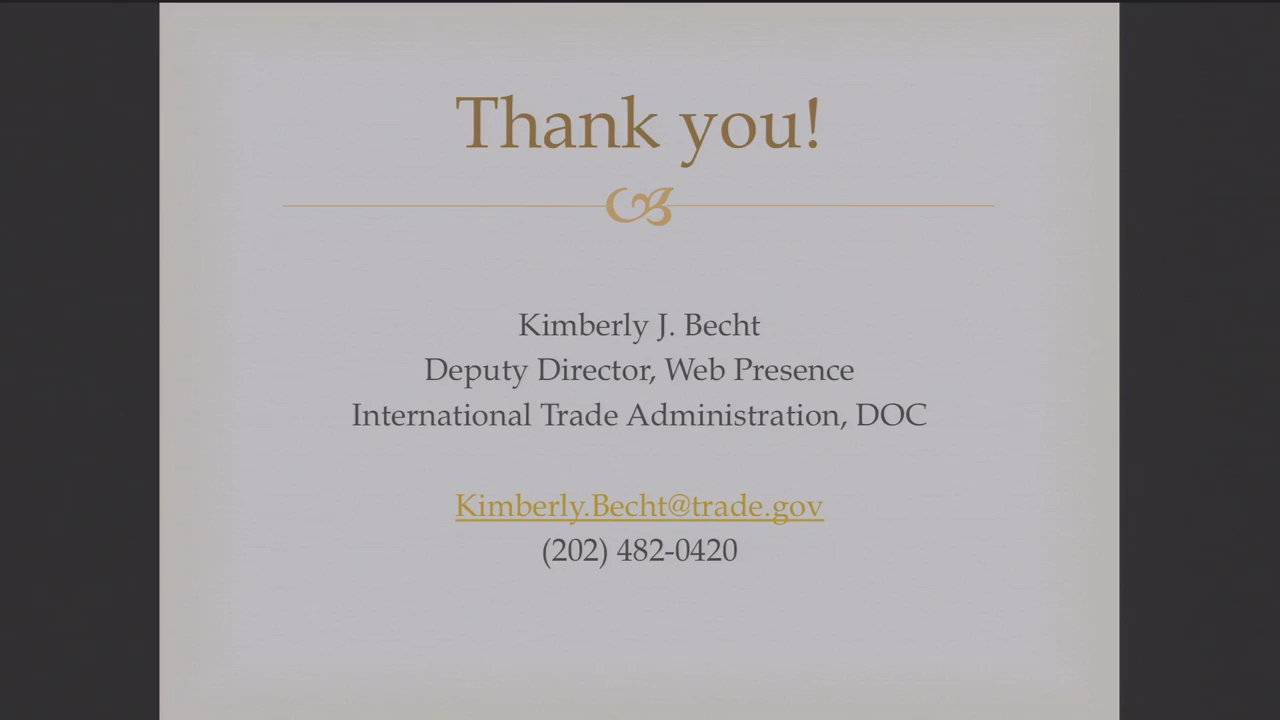 Thank you!
Kimberly J. Becht
Deputy Director, Web Presence
International Trade Administration, DOC
Kimberly.Becht@trade.gov
(202) 482-0420